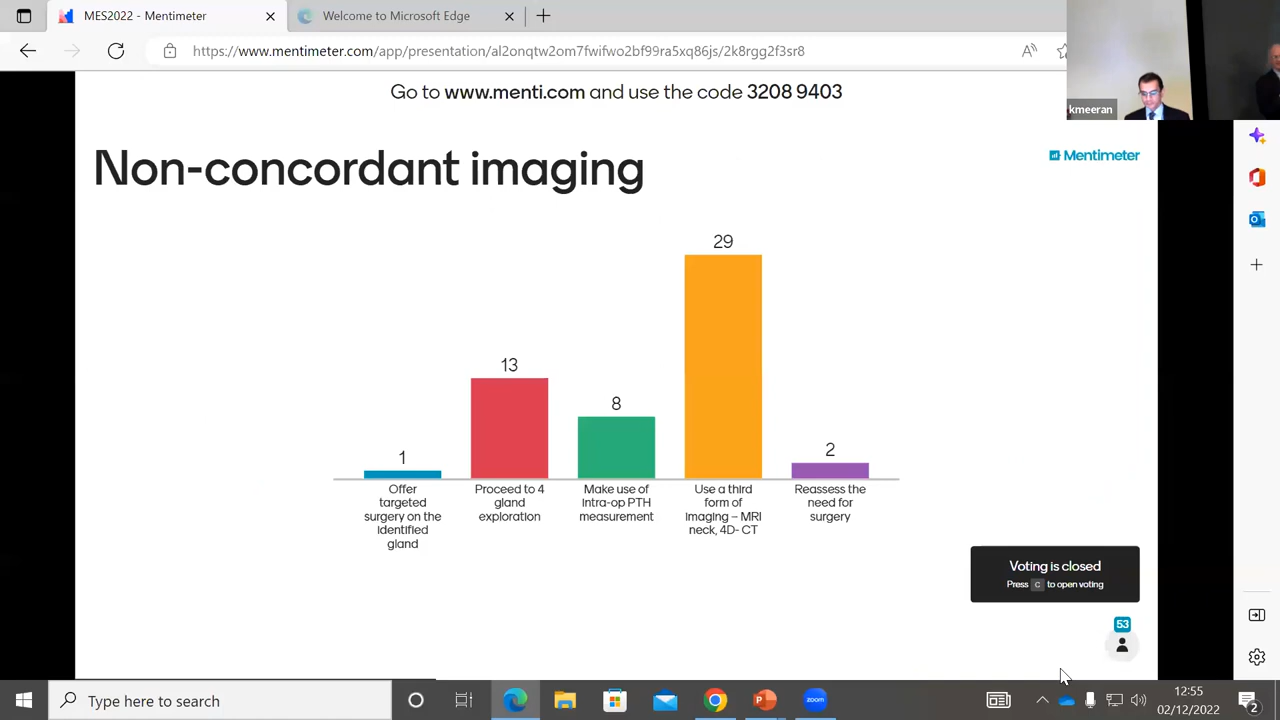 MES2022 - Mentimeter
Welcome to Microsoft Edge
https://www.mentimeter.com/app/presentation/al2onqtw2om7fwifwo2bf99ra5xq86js/2k8rgg2f3sr8
Go to www.menti.com and use the code 3208 9403
kmeeran
Non-concordant imaging
Mentimeter
29
13
8
1
2
Offer
targeted
surgery on the
identified
gland
Proceed to 4
gland
exploration
Make use of
intra-op PTH
measurement
Use a third
form of
imaging – MRI
neck, 4D- CT
Reassess the
need for
surgery
Voting is closed
Press C to open voting
53
Type here to search
zoom
12:55
02/12/2022
2